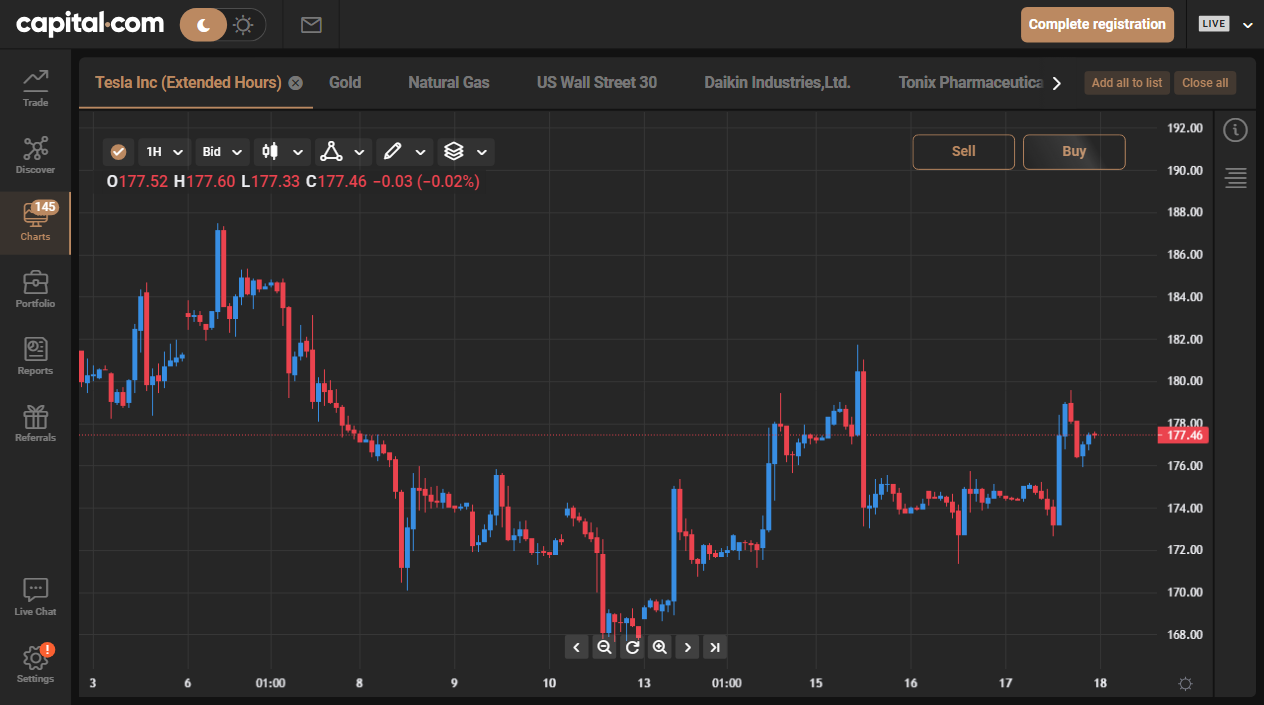 capital.com
Complete registration
LIVE
Tesla Inc (Extended Hours)
Gold
Natural Gas
US Wall Street 30
Daikin Industries,Ltd.
Tonix Pharmaceutica
Add all to list
Close all
Trade
Discover
145
Charts
Portfolio
Reports
Referrals
Live Chat
!
Settings
1H
Bid
Sell
Buy
O177.52 H177.60 L177.33 C177.46 −0.03 (−0.02%)
192.00
190.00
188.00
186.00
184.00
182.00
180.00
178.00
177.46
176.00
174.00
172.00
170.00
168.00
3 6 01:00 8 9 10 13 01:00 15 16 17 18